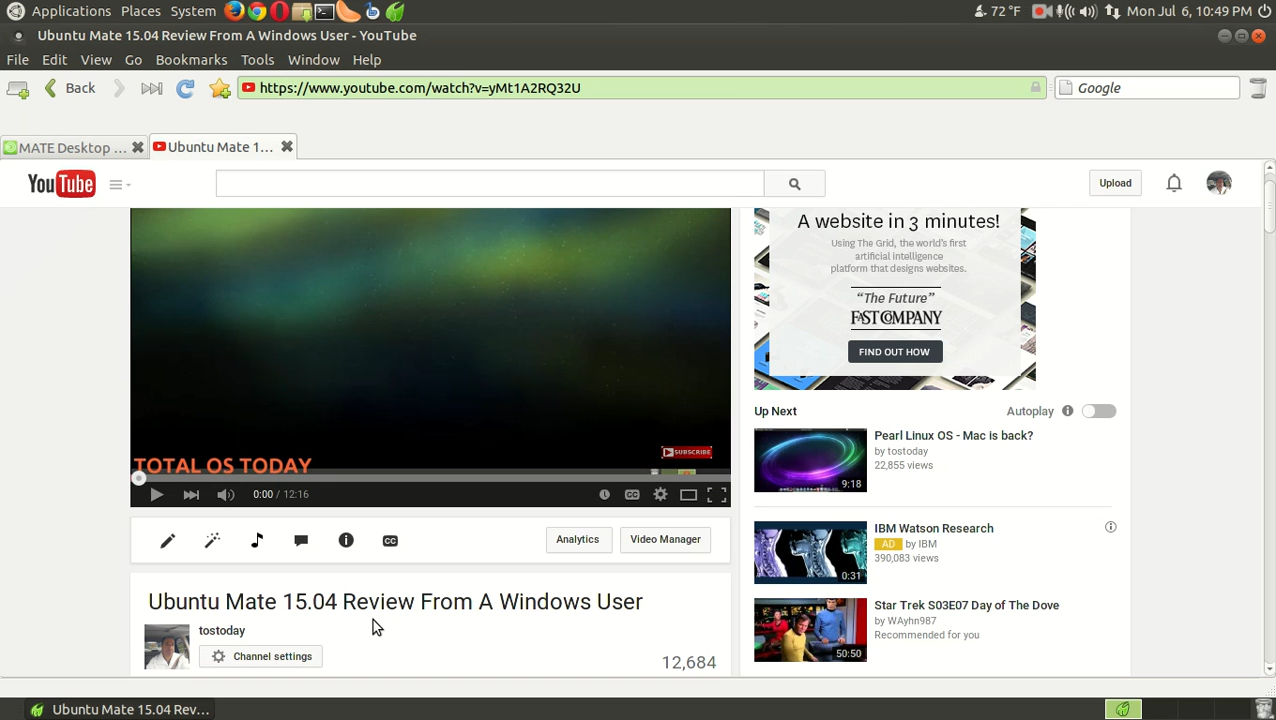 Applications Places System 72 °F Mon Jul 6, 10:49 PM
Ubuntu Mate 15.04 Review From A Windows User - YouTube
File Edit View Go Bookmarks Tools Window Help
Back https://www.youtube.com/watch?v=yMt1A2RQ32U Google
MATE Desktop ... Ubuntu Mate 1...
YouTube Upload
A website in 3 minutes!
Using The Grid, the world's first
artificial intelligence
platform that designs websites.
“The Future”
FAST COMPANY
FIND OUT HOW
SUBSCRIBE
TOTAL OS TODAY
0:00 / 12:16 CC
Up Next Autoplay
Pearl Linux OS - Mac is back?
by tostoday
22,855 views
9:18
CC Analytics Video Manager
IBM Watson Research
AD by IBM
390,083 views
0:31
Ubuntu Mate 15.04 Review From A Windows User
tostoday
Channel settings
12,684
Star Trek S03E07 Day of The Dove
by WAyhn987
Recommended for you
50:50
Ubuntu Mate 15.04 Rev...